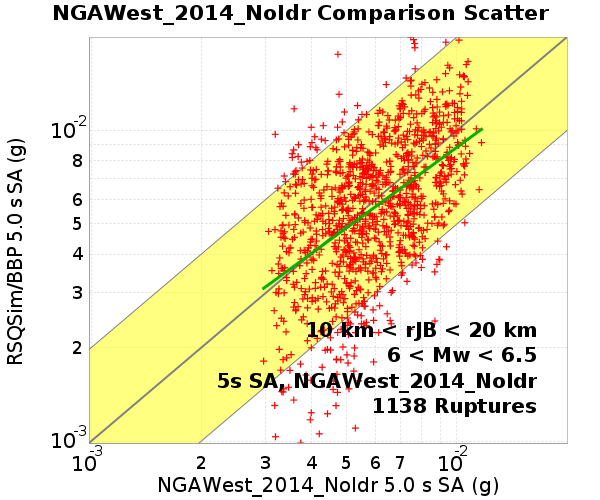 NGAWest_2014_NoIdr Comparison Scatter
RSQSim/BBP 5.0 s SA (g)
10-2
8
6
5
4
3
2
10-3
10 km < rJB < 20 km
6 < Mw < 6.5
5s SA, NGAWest_2014_NoIdr
1138 Ruptures
10-3 2 3 4 5 6 7 10-2
NGAWest_2014_NoIdr 5.0 s SA (g)